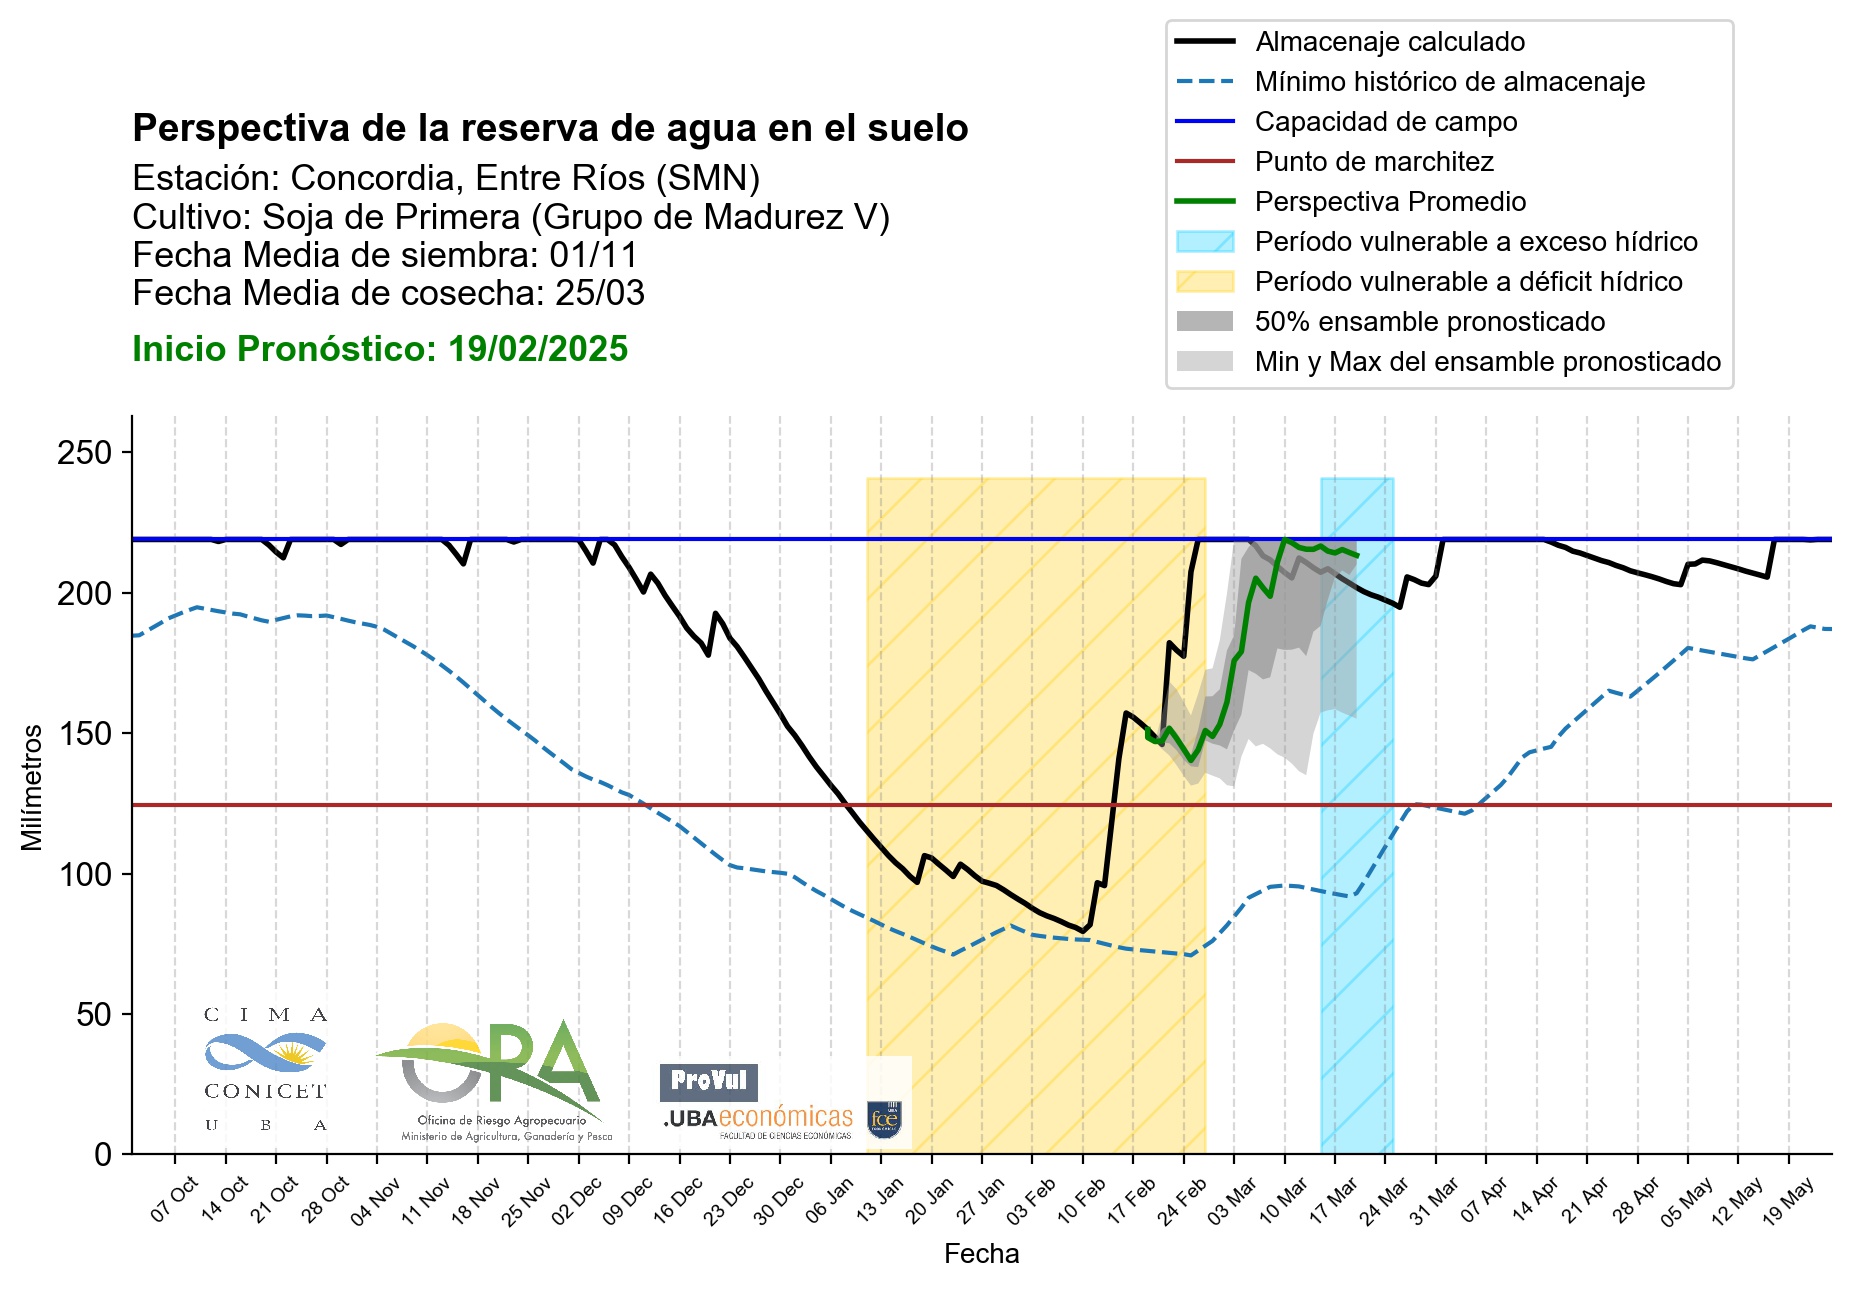 Almacenaje calculado
Mínimo histórico de almacenaje
Capacidad de campo
Punto de marchitez
Perspectiva Promedio
Período vulnerable a exceso hídrico
Período vulnerable a déficit hídrico
50% ensamble pronosticado
Min y Max del ensamble pronosticado
Perspectiva de la reserva de agua en el suelo
Estación: Concordia, Entre Ríos (SMN)
Cultivo: Soja de Primera (Grupo de Madurez V)
Fecha Media de siembra: 01/11
Fecha Media de cosecha: 25/03
Inicio Pronóstico: 19/02/2025
250
200
150
100
50
0
Milímetros
CIMA
CONICET
UBA
OPA
Oficina de Riesgo Agropecuario
Ministerio de Agricultura, Ganadería y Pesca
ProVul
.UBAeconómicas
FACULTAD DE CIENCIAS ECONÓMICAS
UBA
fce
07 Oct
14 Oct
21 Oct
28 Oct
04 Nov
11 Nov
18 Nov
25 Nov
02 Dec
09 Dec
16 Dec
23 Dec
30 Dec
06 Jan
13 Jan
20 Jan
27 Jan
03 Feb
10 Feb
17 Feb
24 Feb
03 Mar
10 Mar
17 Mar
24 Mar
31 Mar
07 Apr
14 Apr
21 Apr
28 Apr
05 May
12 May
19 May
Fecha